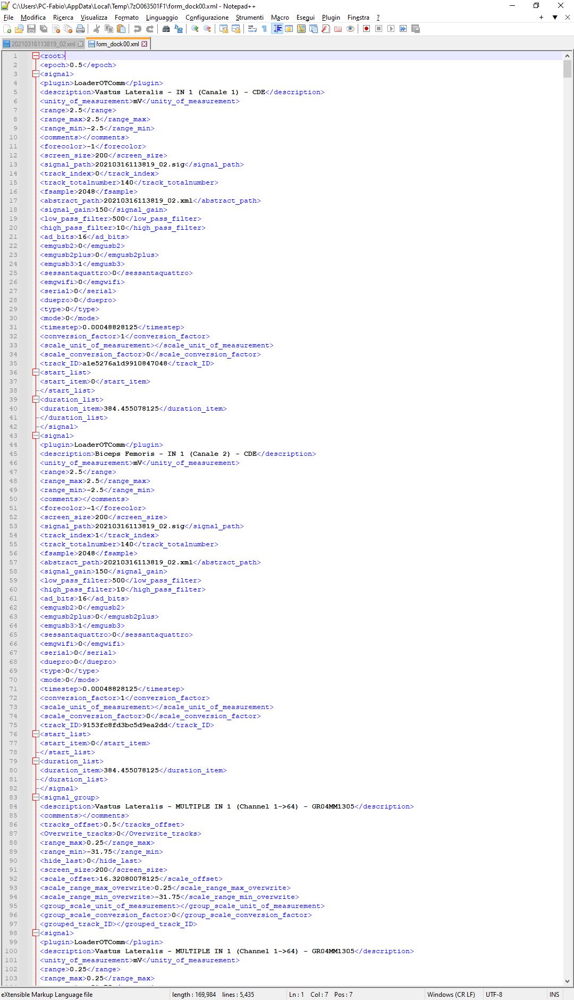 C:\Users\PC-Fabio\AppData\Local\Temp\7zO063501F1\form_dock00.xml - Notepad++
File Modifica Ricerca Visualizza Formato Linguaggio Configurazione Strumenti Macro Esegui Plugin Finestra ?
20210316113819_02.xml form_dock00.xml
1 <root>
2 <epoch>0.5</epoch>
3 <signal>
4 <plugin>LoaderOTComm</plugin>
5 <description>Vastus Lateralis - IN 1 (Canale 1) - CDE</description>
6 <unity_of_measurement>mV</unity_of_measurement>
7 <range>2.5</range>
8 <range_max>2.5</range_max>
9 <range_min>-2.5</range_min>
10 <comments></comments>
11 <forecolor>-1</forecolor>
12 <screen_size>200</screen_size>
13 <signal_path>20210316113819_02.sig</signal_path>
14 <track_index>0</track_index>
15 <track_totalnumber>140</track_totalnumber>
16 <fsample>2048</fsample>
17 <abstract_path>20210316113819_02.xml</abstract_path>
18 <signal_gain>150</signal_gain>
19 <low_pass_filter>500</low_pass_filter>
20 <high_pass_filter>10</high_pass_filter>
21 <ad_bits>16</ad_bits>
22 <emgusb2>0</emgusb2>
23 <emgusb2plus>0</emgusb2plus>
24 <emgusb3>1</emgusb3>
25 <sessantaquattro>0</sessantaquattro>
26 <emgwifi>0</emgwifi>
27 <serial>0</serial>
28 <duepro>0</duepro>
29 <type>0</type>
30 <mode>0</mode>
31 <timestep>0.00048828125</timestep>
32 <conversion_factor>1</conversion_factor>
33 <scale_unit_of_measurement></scale_unit_of_measurement>
34 <scale_conversion_factor>0</scale_conversion_factor>
35 <track_ID>a1e5276a1d9910847048</track_ID>
36 <start_list>
37 <start_item>0</start_item>
38 </start_list>
39 <duration_list>
40 <duration_item>384.455078125</duration_item>
41 </duration_list>
42 </signal>
43 <signal>
44 <plugin>LoaderOTComm</plugin>
45 <description>Biceps Femoris - IN 1 (Canale 2) - CDE</description>
46 <unity_of_measurement>mV</unity_of_measurement>
47 <range>2.5</range>
48 <range_max>2.5</range_max>
49 <range_min>-2.5</range_min>
50 <comments></comments>
51 <forecolor>-1</forecolor>
52 <screen_size>200</screen_size>
53 <signal_path>20210316113819_02.sig</signal_path>
54 <track_index>1</track_index>
55 <track_totalnumber>140</track_totalnumber>
56 <fsample>2048</fsample>
57 <abstract_path>20210316113819_02.xml</abstract_path>
58 <signal_gain>150</signal_gain>
59 <low_pass_filter>500</low_pass_filter>
60 <high_pass_filter>10</high_pass_filter>
61 <ad_bits>16</ad_bits>
62 <emgusb2>0</emgusb2>
63 <emgusb2plus>0</emgusb2plus>
64 <emgusb3>1</emgusb3>
65 <sessantaquattro>0</sessantaquattro>
66 <emgwifi>0</emgwifi>
67 <serial>0</serial>
68 <duepro>0</duepro>
69 <type>0</type>
70 <mode>0</mode>
71 <timestep>0.00048828125</timestep>
72 <conversion_factor>1</conversion_factor>
73 <scale_unit_of_measurement></scale_unit_of_measurement>
74 <scale_conversion_factor>0</scale_conversion_factor>
75 <track_ID>9153fc8fd3bc5d9ea2dd</track_ID>
76 <start_list>
77 <start_item>0</start_item>
78 </start_list>
79 <duration_list>
80 <duration_item>384.455078125</duration_item>
81 </duration_list>
82 </signal>
83 <signal_group>
84 <description>Vastus Lateralis - MULTIPLE IN 1 (Channel 1->64) - GR04MM1305</description>
85 <comments></comments>
86 <tracks_offset>0.5</tracks_offset>
87 <Overwrite_tracks>0</Overwrite_tracks>
88 <range_max>0.25</range_max>
89 <range_min>-31.75</range_min>
90 <hide_last>0</hide_last>
91 <screen_size>200</screen_size>
92 <scale_offset>16.32080078125</scale_offset>
93 <scale_range_max_overwrite>0.25</scale_range_max_overwrite>
94 <scale_range_min_overwrite>-31.75</scale_range_min_overwrite>
95 <group_scale_unit_of_measurement></group_scale_unit_of_measurement>
96 <group_scale_conversion_factor>0</group_scale_conversion_factor>
97 <grouped_track_ID></grouped_track_ID>
98 <signal>
99 <plugin>LoaderOTComm</plugin>
100 <description>Vastus Lateralis - MULTIPLE IN 1 (Channel 1->64) - GR04MM1305</description>
101 <unity_of_measurement>mV</unity_of_measurement>
102 <range>0.25</range>
103 <range_max>0.25</range_max>
eXtensible Markup Language file length : 169,984 lines : 5,435 Ln : 1 Col : 7 Pos : 7 Windows (CR LF) UTF-8 INS